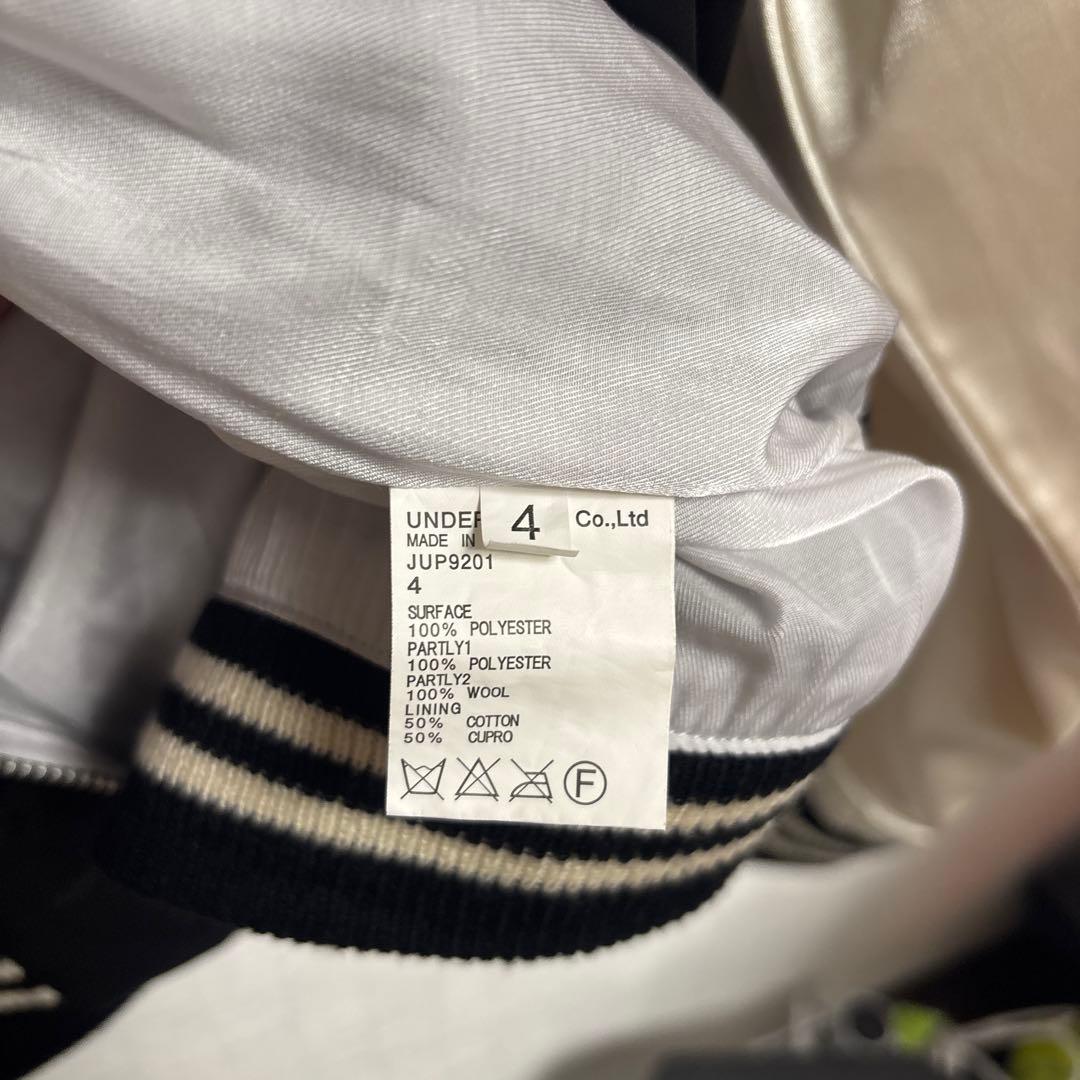 UNDER 4 Co.,Ltd
MADE IN
JUP9201
4
SURFACE
100% POLYESTER
PARTLY1
100% POLYESTER
PARTLY2
100% WOOL
LINING
50% COTTON
50% CUPRO
F